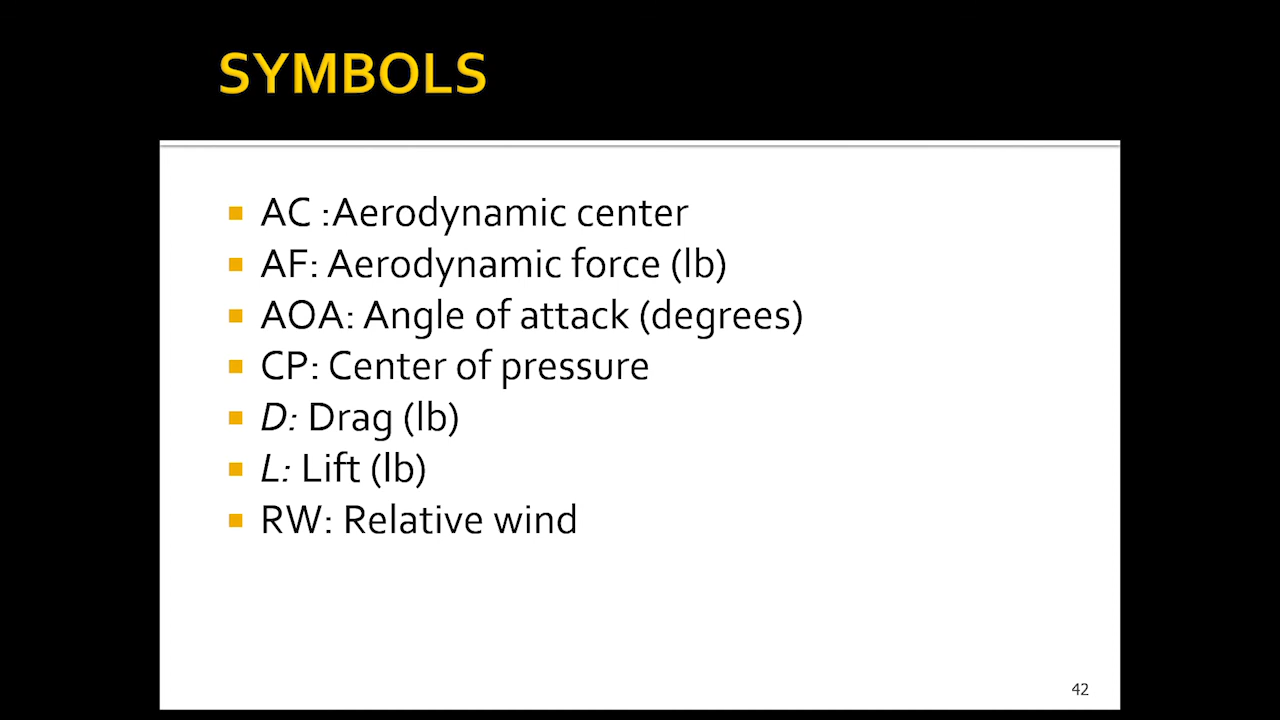 SYMBOLS
AC :Aerodynamic center
AF: Aerodynamic force (lb)
AOA: Angle of attack (degrees)
CP: Center of pressure
D: Drag (lb)
L: Lift (lb)
RW: Relative wind
42